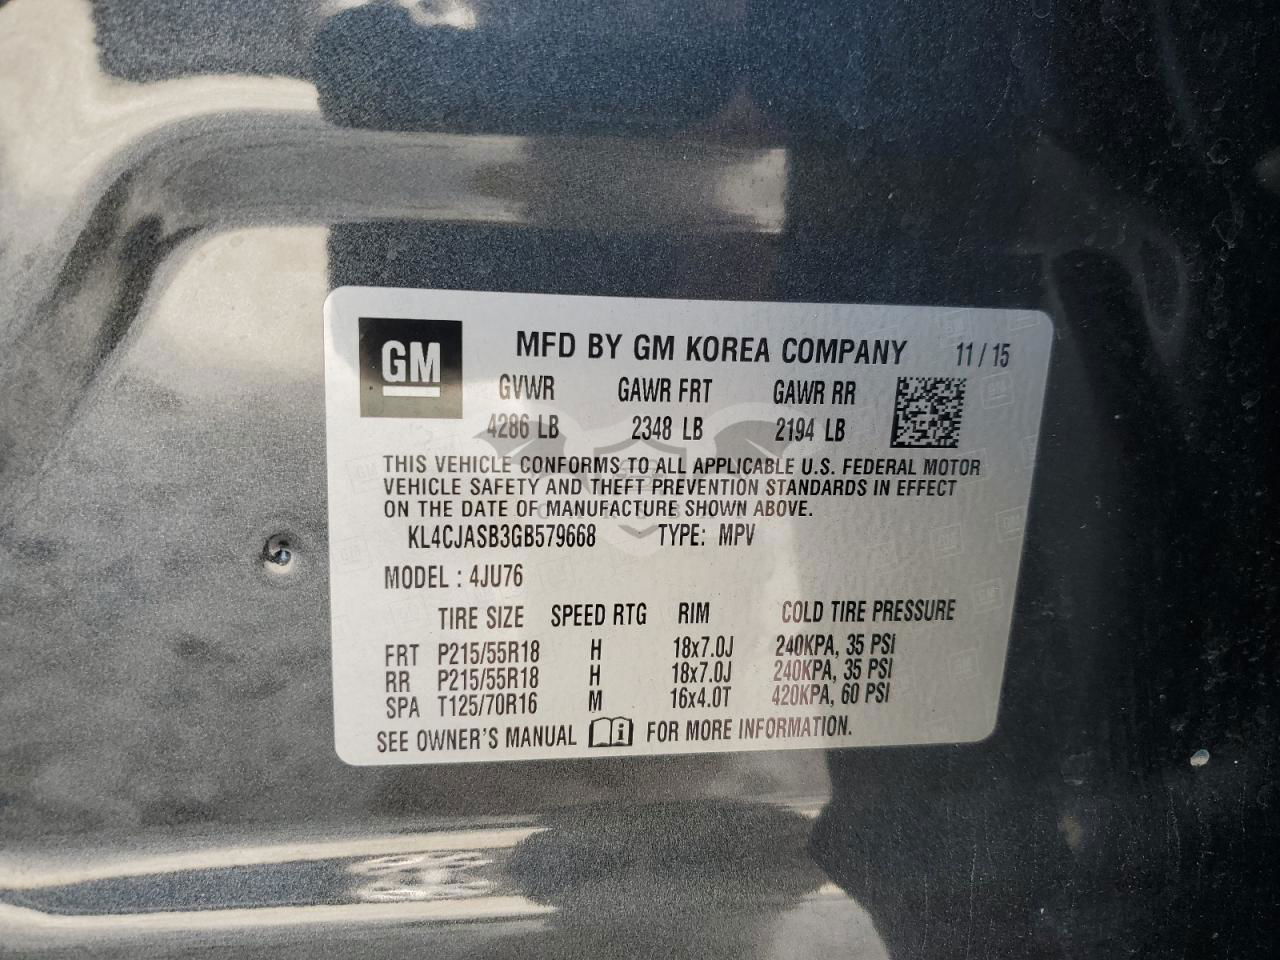 GM MFD BY GM KOREA COMPANY 11 / 15
GVWR GAWR FRT GAWR RR
4286 LB 2348 LB 2194 LB
THIS VEHICLE CONFORMS TO ALL APPLICABLE U.S. FEDERAL MOTOR
VEHICLE SAFETY AND THEFT PREVENTION STANDARDS IN EFFECT
ON THE DATE OF MANUFACTURE SHOWN ABOVE.
KL4CJASB3GB579668 TYPE: MPV
MODEL : 4JU76
TIRE SIZE SPEED RTG RIM COLD TIRE PRESSURE
FRT P215/55R18 H 18x7.0J 240KPA, 35 PSI
RR P215/55R18 H 18x7.0J 240KPA, 35 PSI
SPA T125/70R16 M 16x4.0T 420KPA, 60 PSI
SEE OWNER'S MANUAL i FOR MORE INFORMATION.